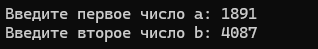 Введите первое число a: 1891
Введите второе число b: 4087